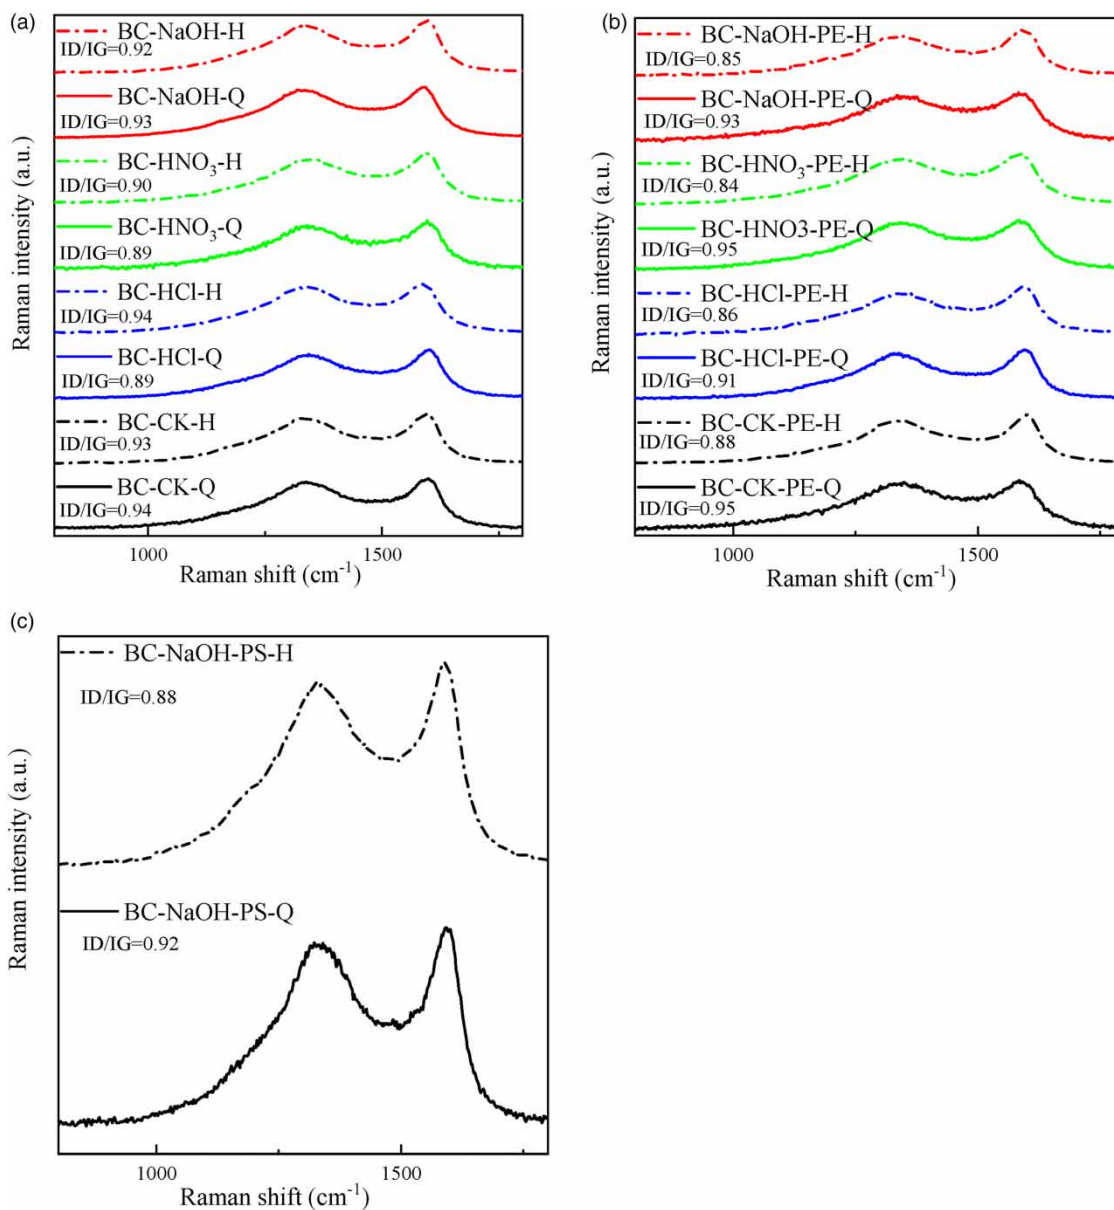 (a)
BC-NaOH-H
ID/IG=0.92
BC-NaOH-Q
ID/IG=0.93
BC-HNO₃-H
ID/IG=0.90
BC-HNO₃-Q
ID/IG=0.89
BC-HCl-H
ID/IG=0.94
BC-HCl-Q
ID/IG=0.89
BC-CK-H
ID/IG=0.93
BC-CK-Q
ID/IG=0.94
Raman intensity (a.u.)
1000 1500
Raman shift (cm⁻¹)
(b)
BC-NaOH-PE-H
ID/IG=0.85
BC-NaOH-PE-Q
ID/IG=0.93
BC-HNO₃-PE-H
ID/IG=0.84
BC-HNO3-PE-Q
ID/IG=0.95
BC-HCl-PE-H
ID/IG=0.86
BC-HCl-PE-Q
ID/IG=0.91
BC-CK-PE-H
ID/IG=0.88
BC-CK-PE-Q
ID/IG=0.95
Raman intensity (a.u.)
1000 1500
Raman shift (cm⁻¹)
(c)
BC-NaOH-PS-H
ID/IG=0.88
BC-NaOH-PS-Q
ID/IG=0.92
Raman intensity (a.u.)
1000 1500
Raman shift (cm⁻¹)